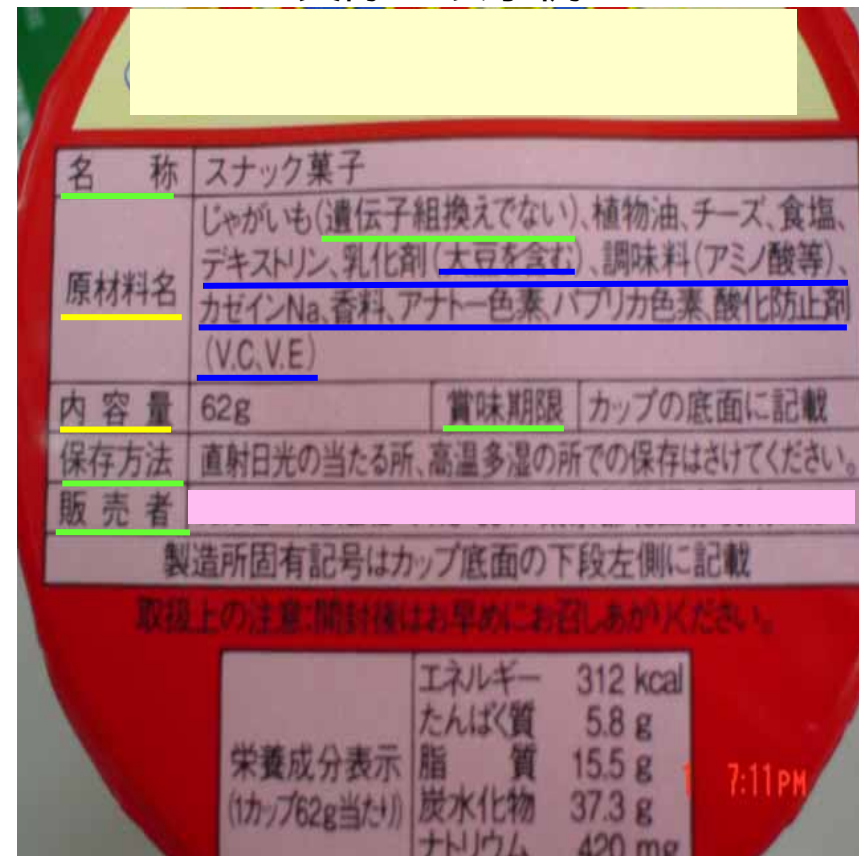 名称 スナック菓子
原材料名 じゃがいも(遺伝子組換えでない)、植物油、チーズ、食塩、
デキストリン、乳化剤(大豆を含む)、調味料(アミノ酸等)、
カゼインNa、香料、アナトー色素、パプリカ色素、酸化防止剤
(V.C、V.E)
内容量 62g 賞味期限 カップの底面に記載
保存方法 直射日光の当たる所、高温多湿の所での保存はさけてください。
販売者
製造所固有記号はカップ底面の下段左側に記載
取扱上の注意:開封後はお早めにお召しあがりください。
栄養成分表示
(1カップ62g当たり)
エネルギー 312 kcal
たんぱく質 5.8 g
脂質 15.5 g
炭水化物 37.3 g
ナトリウム 420 mg
7:11PM